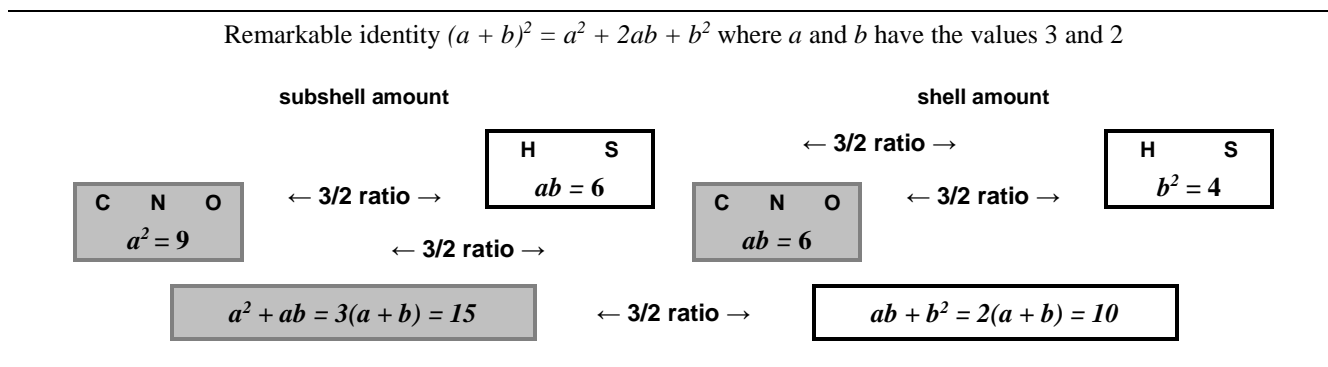 Remarkable identity (a + b)² = a² + 2ab + b² where a and b have the values 3 and 2
subshell amount shell amount
← 3/2 ratio →
H S H S
ab = 6 b² = 4
← 3/2 ratio → ← 3/2 ratio →
C N O C N O
a² = 9 ab = 6
← 3/2 ratio →
a² + ab = 3(a + b) = 15 ← 3/2 ratio → ab + b² = 2(a + b) = 10